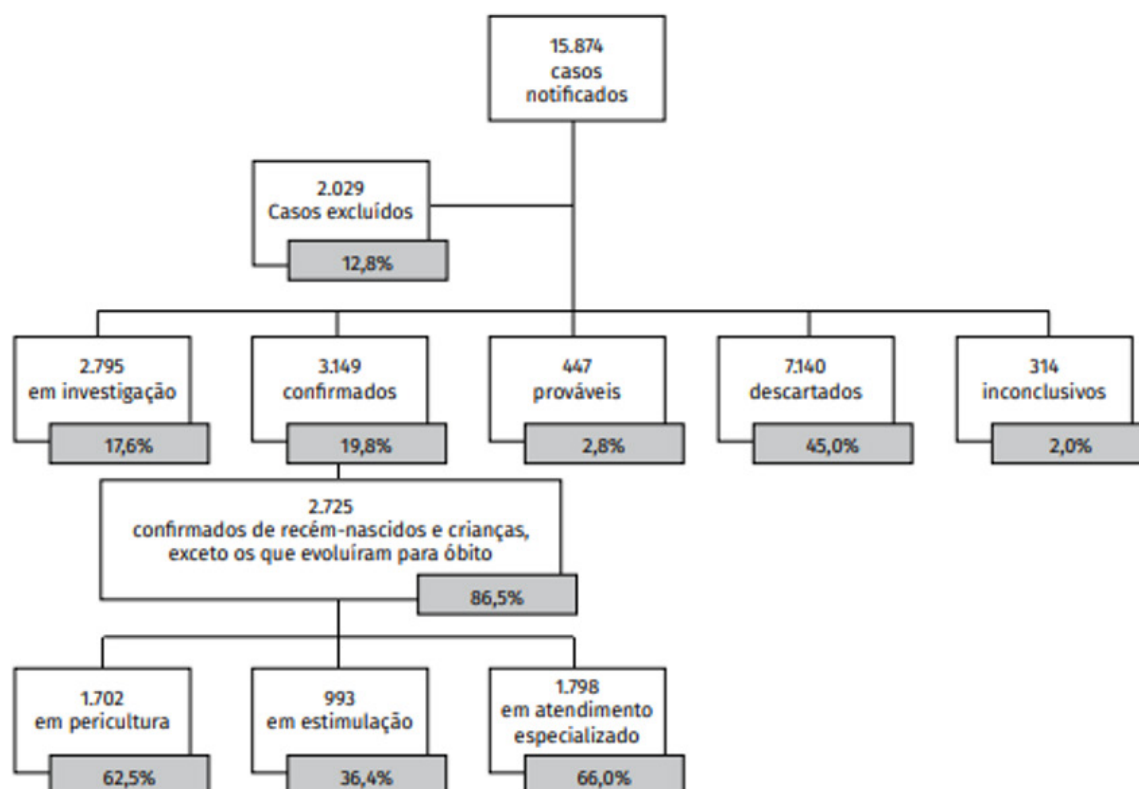 15.874
casos
notificados
2.029
Casos excluídos
12,8%
2.795
em investigação
17,6%
3.149
confirmados
19,8%
447
prováveis
2,8%
7.140
descartados
45,0%
314
inconclusivos
2,0%
2.725
confirmados de recém-nascidos e crianças,
exceto os que evoluíram para óbito
86,5%
1.702
em pericultura
62,5%
993
em estimulação
36,4%
1.798
em atendimento
especializado
66,0%